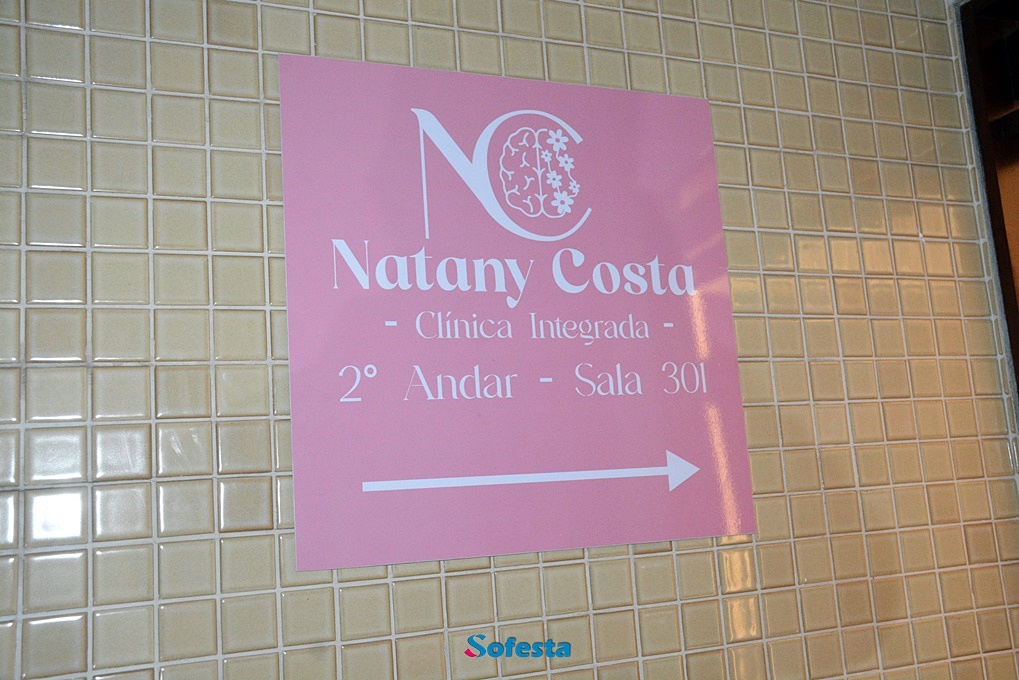 NC
Natany Costa
- Clínica Integrada -
2° Andar - Sala 301
Sofesta